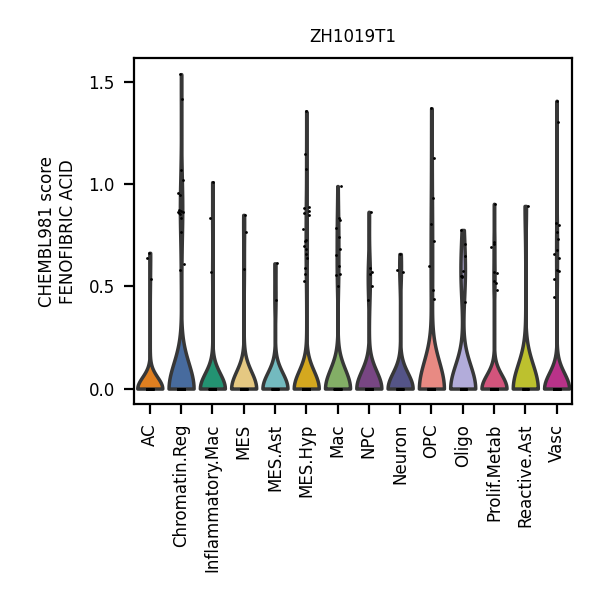 ZH1019T1
CHEMBL981 score
FENOFIBRIC ACID
1.5
1.0
0.5
0.0
AC
Chromatin.Reg
Inflammatory.Mac
MES
MES.Ast
MES.Hyp
Mac
NPC
Neuron
OPC
Oligo
Prolif.Metab
Reactive.Ast
Vasc